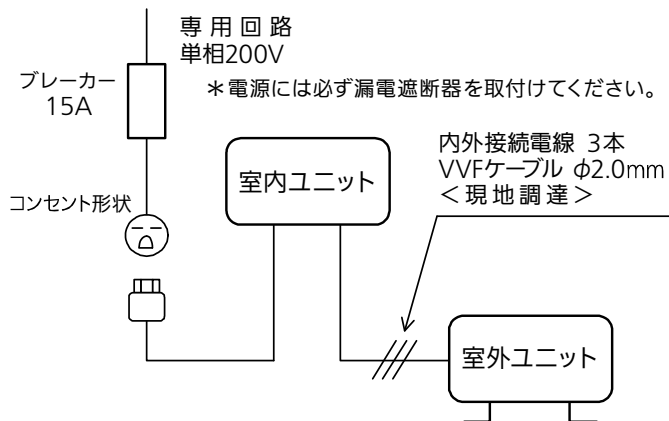 専用回路
単相200V
ブレーカー
15A
＊電源には必ず漏電遮断器を取付けてください。
内外接続電線 3本
VVFケーブル φ2.0mm
＜現地調達＞
室内ユニット
コンセント形状
室外ユニット